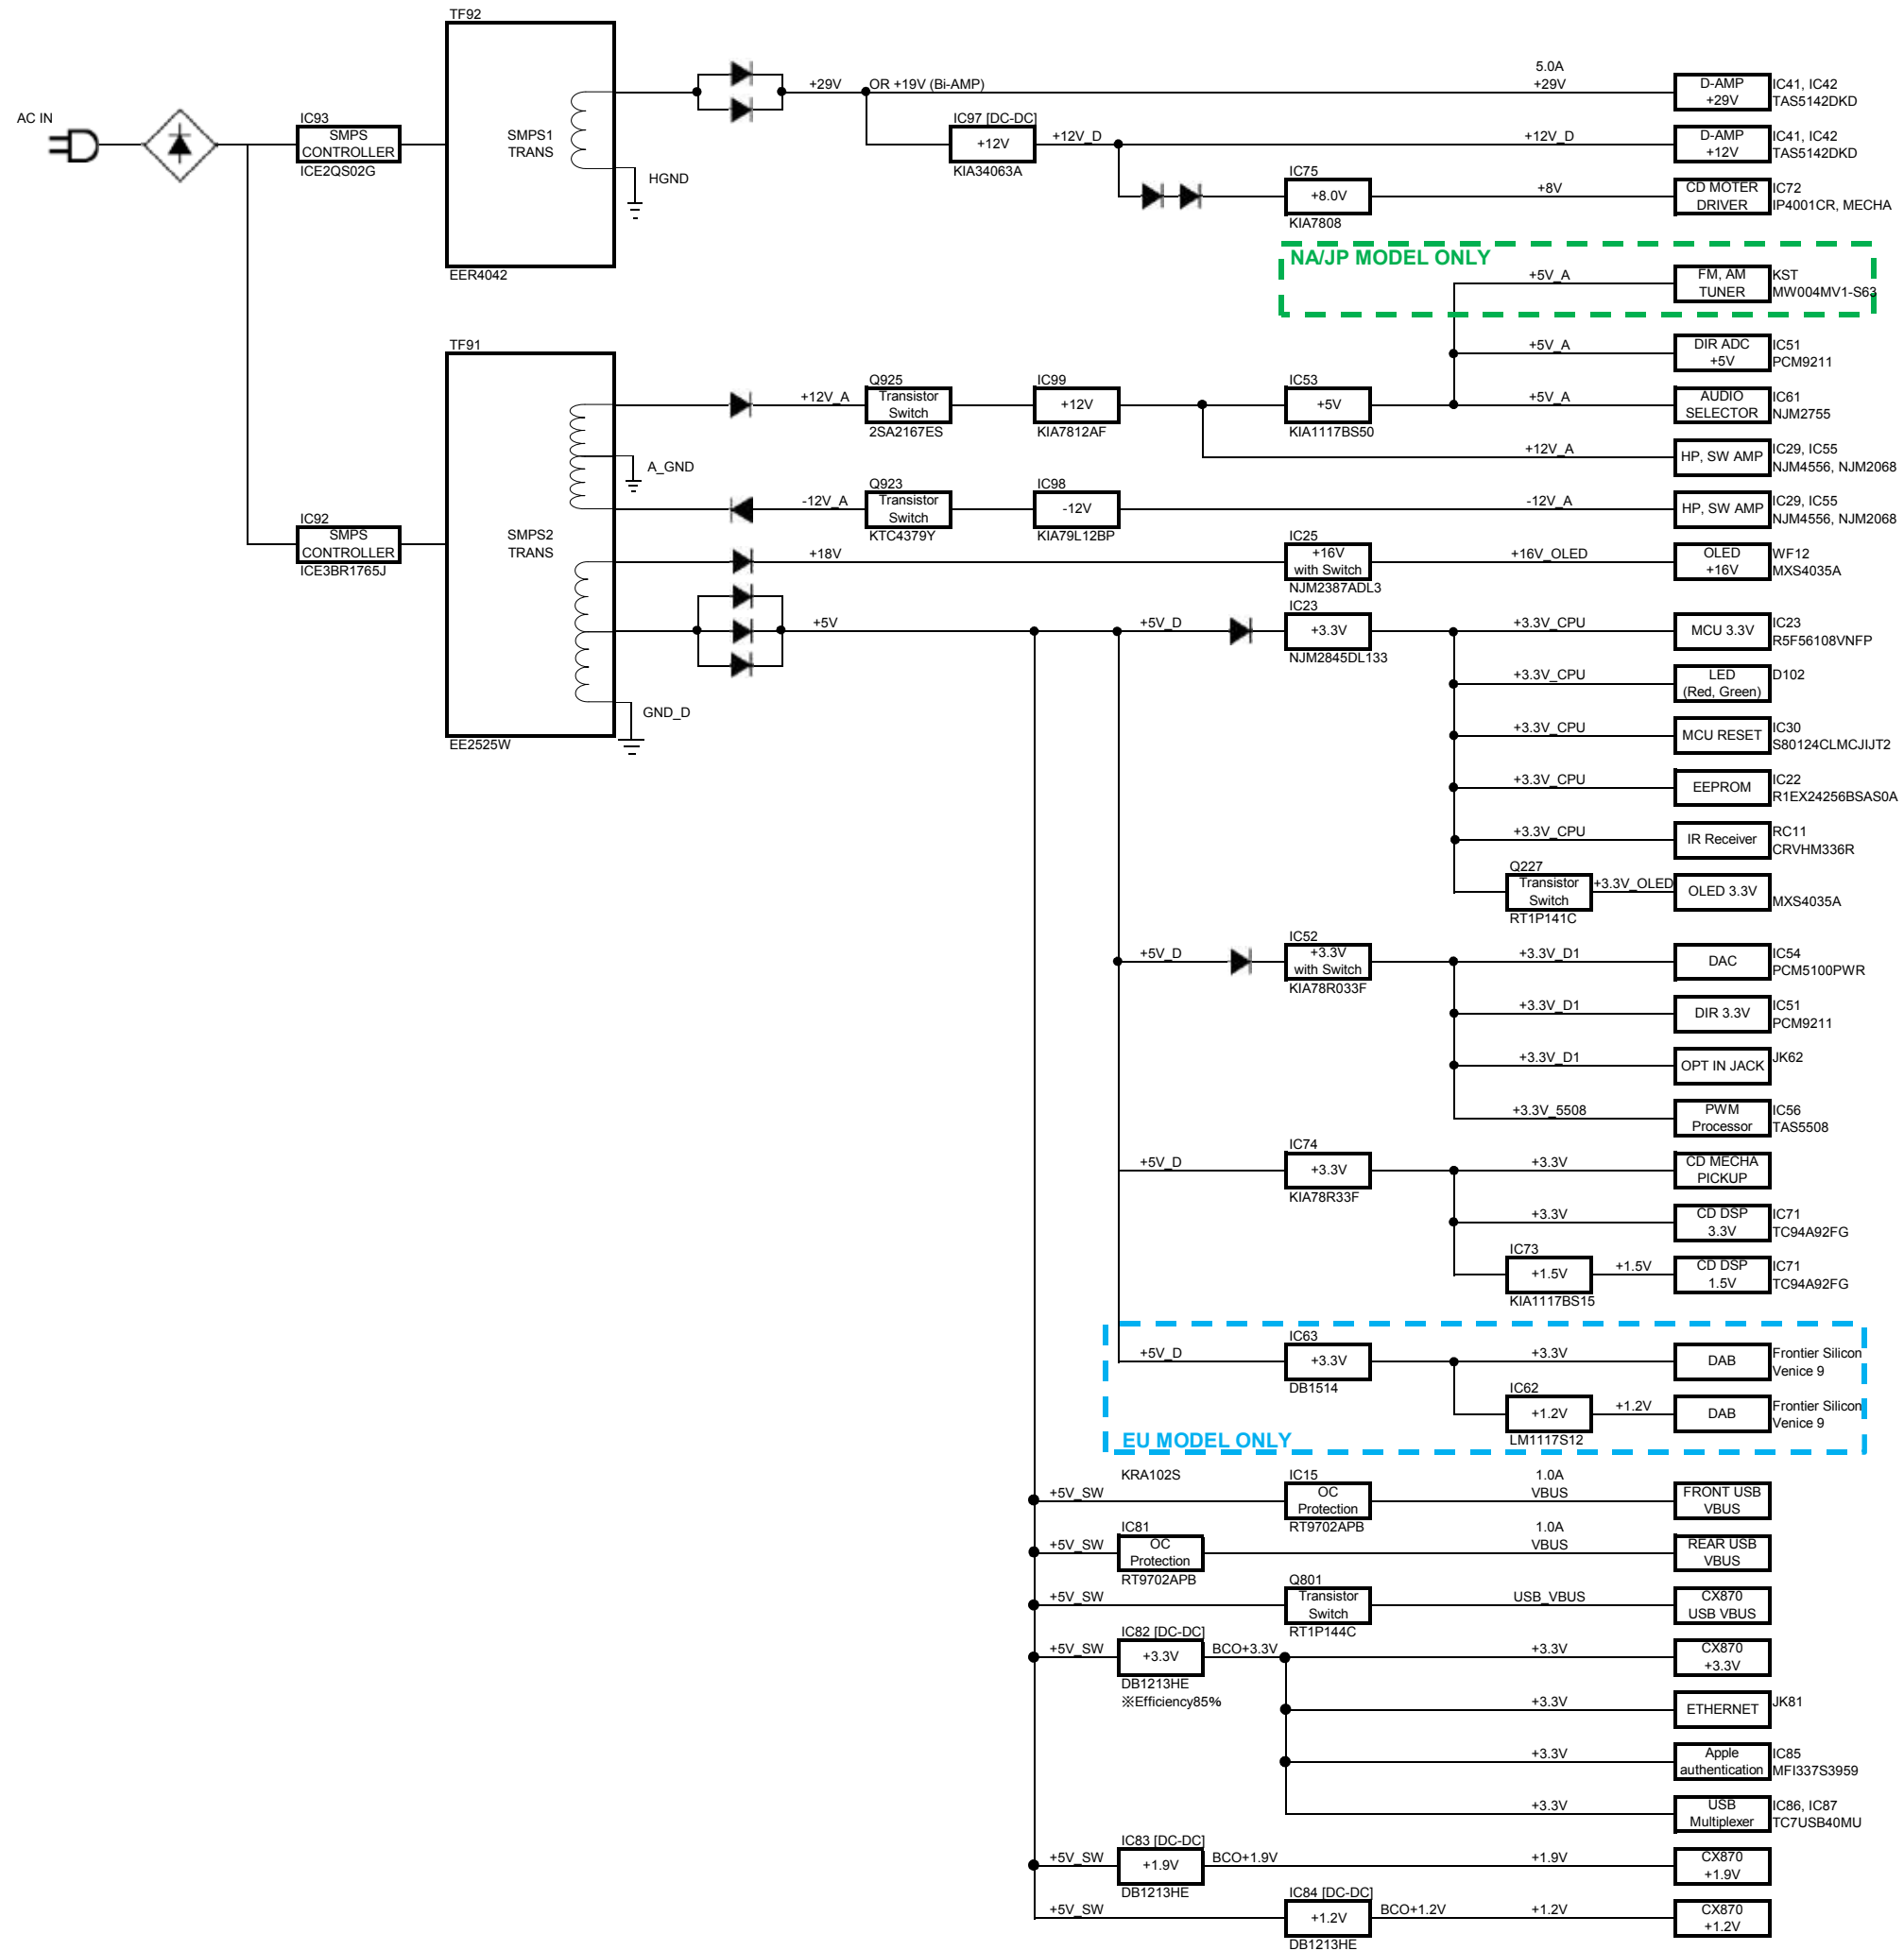 TF92
AC IN
IC93
SMPS
CONTROLLER
ICE2QS02G
SMPS1
TRANS
HGND
EER4042
+29V
OR +19V (Bi-AMP)
5.0A
+29V
D-AMP
+29V
IC41, IC42
TAS5142DKD
IC97 [DC-DC]
+12V
KIA34063A
+12V_D
+12V_D
D-AMP
+12V
IC41, IC42
TAS5142DKD
IC75
+8.0V
KIA7808
+8V
CD MOTER
DRIVER
IC72
IP4001CR, MECHA
NA/JP MODEL ONLY
+5V_A
FM, AM
TUNER
KST
MW004MV1-S63
TF91
+5V_A
DIR ADC
+5V
IC51
PCM9211
+12V_A
Q925
Transistor
Switch
2SA2167ES
IC99
+12V
KIA7812AF
IC53
+5V
KIA1117BS50
+5V_A
AUDIO
SELECTOR
IC61
NJM2755
A_GND
+12V_A
HP, SW AMP
IC29, IC55
NJM4556, NJM2068
-12V_A
Q923
Transistor
Switch
KTC4379Y
IC98
-12V
KIA79L12BP
-12V_A
HP, SW AMP
IC29, IC55
NJM4556, NJM2068
IC92
SMPS
CONTROLLER
ICE3BR1765J
SMPS2
TRANS
+18V
IC25
+16V
with Switch
NJM2387ADL3
+16V_OLED
OLED
+16V
WF12
MXS4035A
+5V
+5V_D
IC23
+3.3V
NJM2845DL133
+3.3V_CPU
MCU 3.3V
IC23
R5F56108VNFP
+3.3V_CPU
LED
(Red, Green)
D102
GND_D
EE2525W
+3.3V_CPU
MCU RESET
IC30
S80124CLMCJIJT2
+3.3V_CPU
EEPROM
IC22
R1EX24256BSAS0A
+3.3V_CPU
IR Receiver
RC11
CRVHM336R
Q227
Transistor
Switch
RT1P141C
+3.3V_OLED
OLED 3.3V
MXS4035A
+5V_D
IC52
+3.3V
with Switch
KIA78R033F
+3.3V_D1
DAC
IC54
PCM5100PWR
+3.3V_D1
DIR 3.3V
IC51
PCM9211
+3.3V_D1
OPT IN JACK
JK62
+3.3V_5508
PWM
Processor
IC56
TAS5508
+5V_D
IC74
+3.3V
KIA78R33F
+3.3V
CD MECHA
PICKUP
+3.3V
CD DSP
3.3V
IC71
TC94A92FG
IC73
+1.5V
KIA1117BS15
+1.5V
CD DSP
1.5V
IC71
TC94A92FG
+5V_D
IC63
+3.3V
DB1514
+3.3V
DAB
Frontier Silicon
Venice 9
IC62
+1.2V
LM1117S12
+1.2V
DAB
Frontier Silicon
Venice 9
EU MODEL ONLY
KRA102S
+5V_SW
IC15
OC
Protection
RT9702APB
1.0A
VBUS
FRONT USB
VBUS
+5V_SW
IC81
OC
Protection
RT9702APB
1.0A
VBUS
REAR USB
VBUS
+5V_SW
Q801
Transistor
Switch
RT1P144C
USB_VBUS
CX870
USB VBUS
+5V_SW
IC82 [DC-DC]
+3.3V
DB1213HE
※Efficiency85%
BCO+3.3V
+3.3V
CX870
+3.3V
+3.3V
ETHERNET
JK81
+3.3V
Apple
authentication
IC85
MFI337S3959
+3.3V
USB
Multiplexer
IC86, IC87
TC7USB40MU
+5V_SW
IC83 [DC-DC]
+1.9V
DB1213HE
BCO+1.9V
+1.9V
CX870
+1.9V
+5V_SW
IC84 [DC-DC]
+1.2V
DB1213HE
BCO+1.2V
+1.2V
CX870
+1.2V